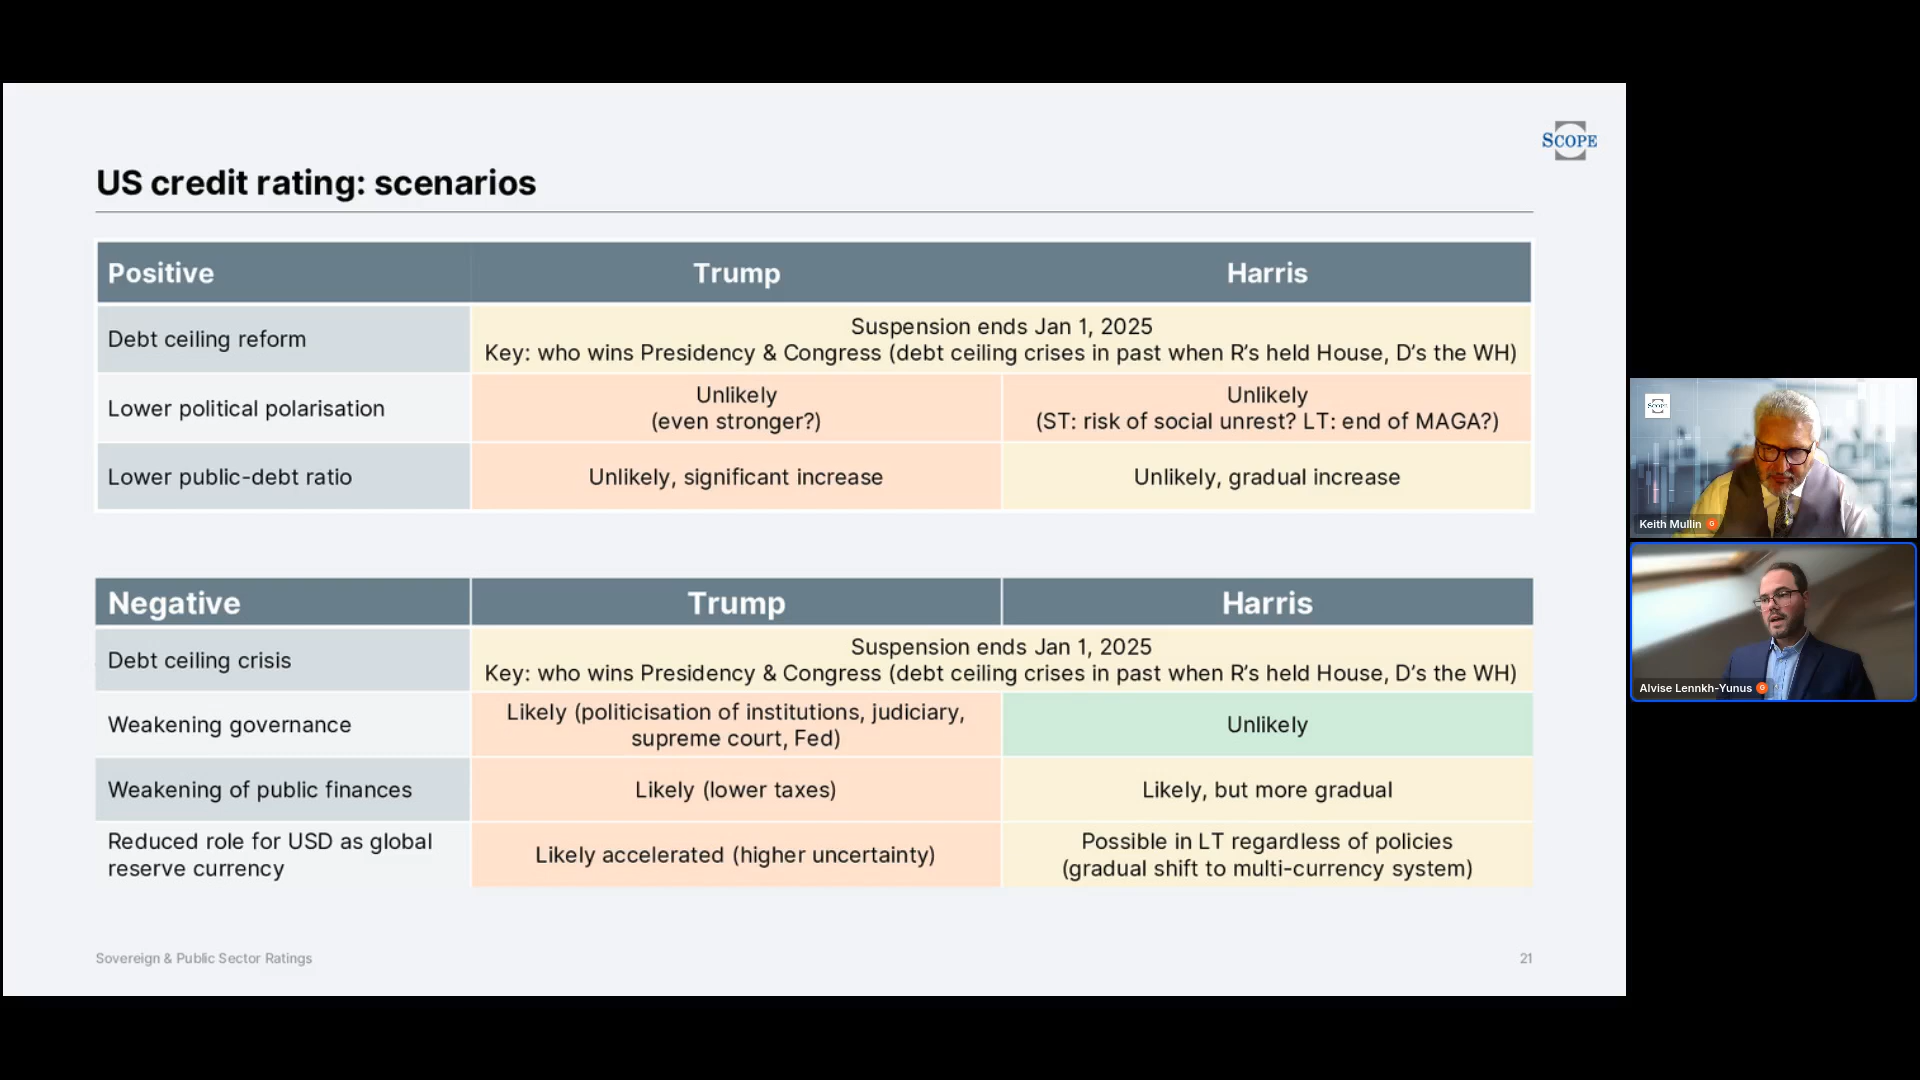 SCOPE
US credit rating: scenarios
Positive Trump Harris
Debt ceiling reform
Suspension ends Jan 1, 2025
Key: who wins Presidency & Congress (debt ceiling crises in past when R's held House, D's the WH)
Lower political polarisation
Unlikely
(even stronger?)
Unlikely
(ST: risk of social unrest? LT: end of MAGA?)
Lower public-debt ratio
Unlikely, significant increase
Unlikely, gradual increase
Negative Trump Harris
Debt ceiling crisis
Suspension ends Jan 1, 2025
Key: who wins Presidency & Congress (debt ceiling crises in past when R's held House, D's the WH)
Weakening governance
Likely (politicisation of institutions, judiciary,
supreme court, Fed)
Unlikely
Weakening of public finances
Likely (lower taxes)
Likely, but more gradual
Reduced role for USD as global
reserve currency
Likely accelerated (higher uncertainty)
Possible in LT regardless of policies
(gradual shift to multi-currency system)
Sovereign & Public Sector Ratings
21
SCOPE
Keith Mullin G
Alvise Lennkh-Yunus G